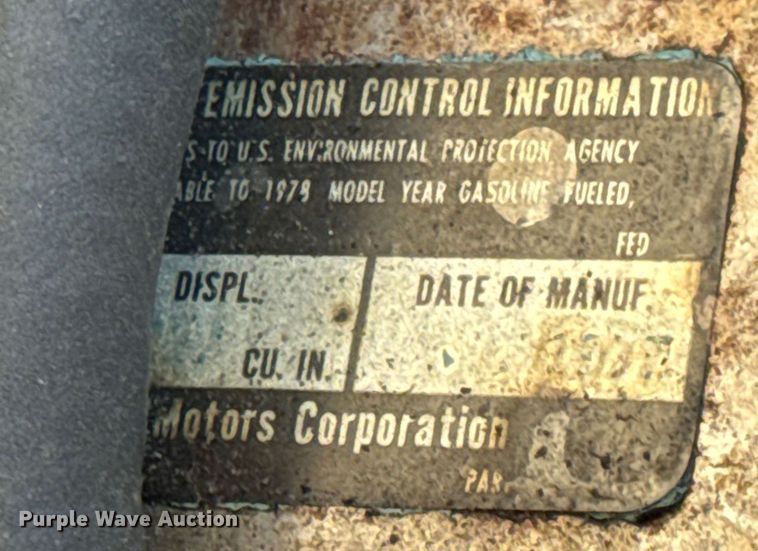 EMISSION CONTROL INFORMATION
S TO U.S. ENVIRONMENTAL PROTECTION AGENCY
ABLE TO 1978 MODEL YEAR GASOLINE FUELED,
FED
DISPL. DATE OF MANUF
CU. IN.
Motors Corporation
PAR
Purple Wave Auction